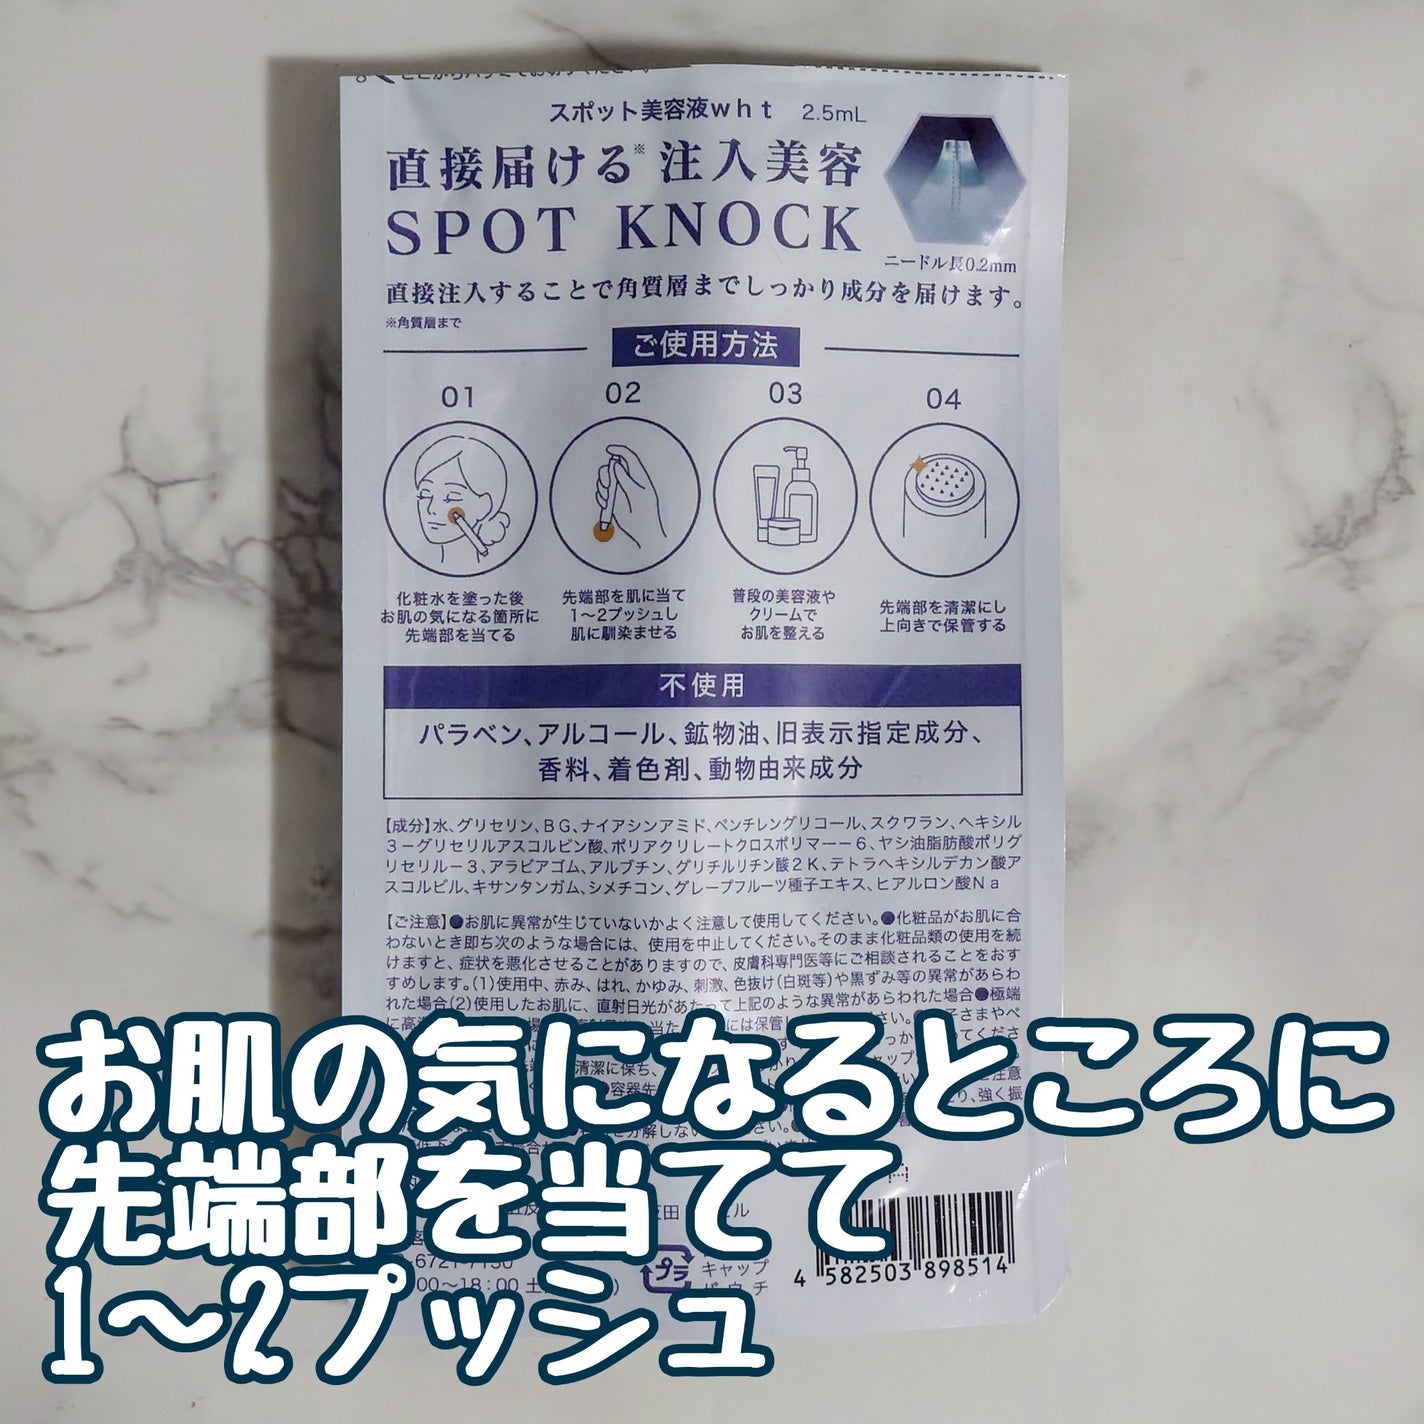 スポット美容液wht 2.5mL
直接届ける※注入美容
SPOT KNOCK
ニードル長0.2mm
直接注入することで角質層までしっかり成分を届けます。
※角質層まで
ご使用方法
01
化粧水を塗った後
お肌の気になる箇所に
先端部を当てる
02
先端部を肌に当て
1〜2プッシュし
肌に馴染ませる
03
普段の美容液や
クリームで
お肌を整える
04
先端部を清潔にし
上向きで保管する
不使用
パラベン、アルコール、鉱物油、旧表示指定成分、
香料、着色剤、動物由来成分
【成分】水、グリセリン、BG、ナイアシンアミド、ペンチレングリコール、スクワラン、ヘキシル
3-グリセリルアスコルビン酸、ポリアクリレートクロスポリマー-6、ヤシ油脂肪酸ポリグ
リセリル-3、アラビアゴム、アルブチン、グリチルリチン酸2K、テトラヘキシルデカン酸ア
スコルビル、キサンタンガム、シメチコン、グレープフルーツ種子エキス、ヒアルロン酸Na
【ご注意】●お肌に異常が生じていないかよく注意して使用してください。●化粧品がお肌に合
わないとき即ち次のような場合には、使用を中止してください。そのまま化粧品類の使用を続
けますと、症状を悪化させることがありますので、皮膚科専門医等にご相談されることをおす
すめします。(1)使用中、赤み、はれ、かゆみ、刺激、色抜け(白斑等)や黒ずみ等の異常があらわ
れた場合(2)使用したお肌に、直射日光があたって上記のような異常があらわれた場合●極端
お肌の気になるところに
先端部を当てて
1〜2プッシュ
プラ
キャップ
パウチ
4 582503 898514